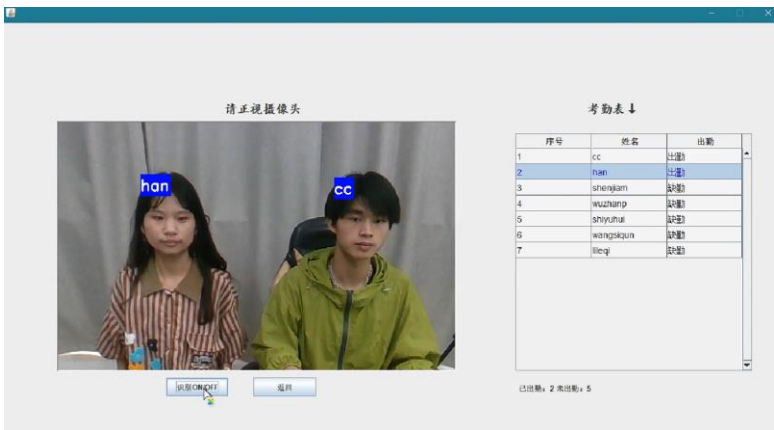 请正视摄像头
考勤表↓
han
cc
序号 姓名 出勤
1 cc 出勤
2 han 出勤
3 shenjiam 缺勤
4 wuzhanp 缺勤
5 shiyuhui 缺勤
6 wangsiqun 缺勤
7 lileqi 缺勤
识别ON/OFF
返回
已出勤：2 未出勤：5